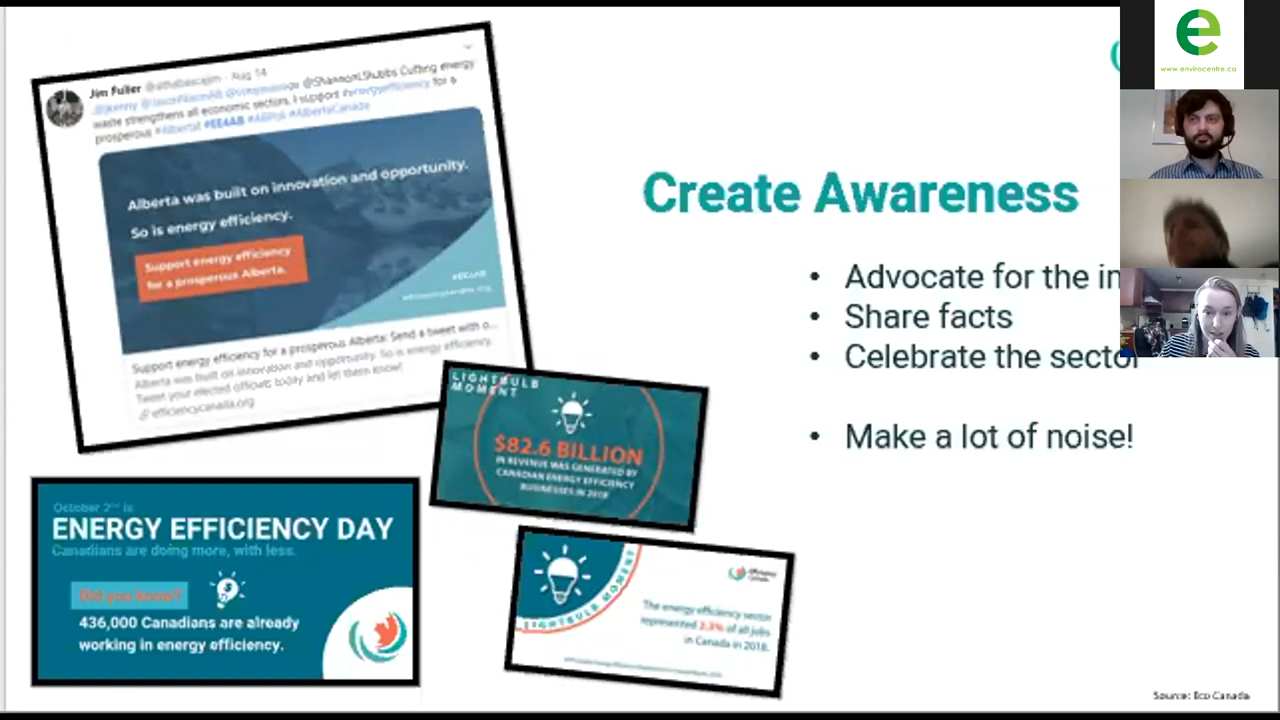 Jim Fuller @athabascajim · Aug 14
@jkenny @JasonNixonAB @ShannonLStubbs Cutting energy
waste strengthens all economic sectors. I support #energyefficiency for a
prosperous #Alberta! #EE4AB #ABPoli #AlbertaCanada
Alberta was built on innovation and opportunity.
So is energy efficiency.
Support energy efficiency
for a prosperous Alberta.
#EE4AB
Support energy efficiency for a prosperous Alberta: Send a tweet with o...
Alberta was built on innovation and opportunity. So is energy efficiency.
Tweet your elected officials today and let them know!
efficiencycanada.org
Create Awareness
• Advocate for the in
• Share facts
• Celebrate the sector
• Make a lot of noise!
LIGHTBULB
MOMENT
$82.6 BILLION
IN REVENUE WAS GENERATED BY
CANADIAN ENERGY EFFICIENCY
BUSINESSES IN 2018
October 2nd is
ENERGY EFFICIENCY DAY
Canadians are doing more, with less.
Did you know?
436,000 Canadians are already
working in energy efficiency.
LIGHTBULB MOMENT
Efficiency
Canada
The energy efficiency sector
represented 2.3% of all jobs
in Canada in 2018.
Source: Eco Canada
e
www.envirocentre.ca